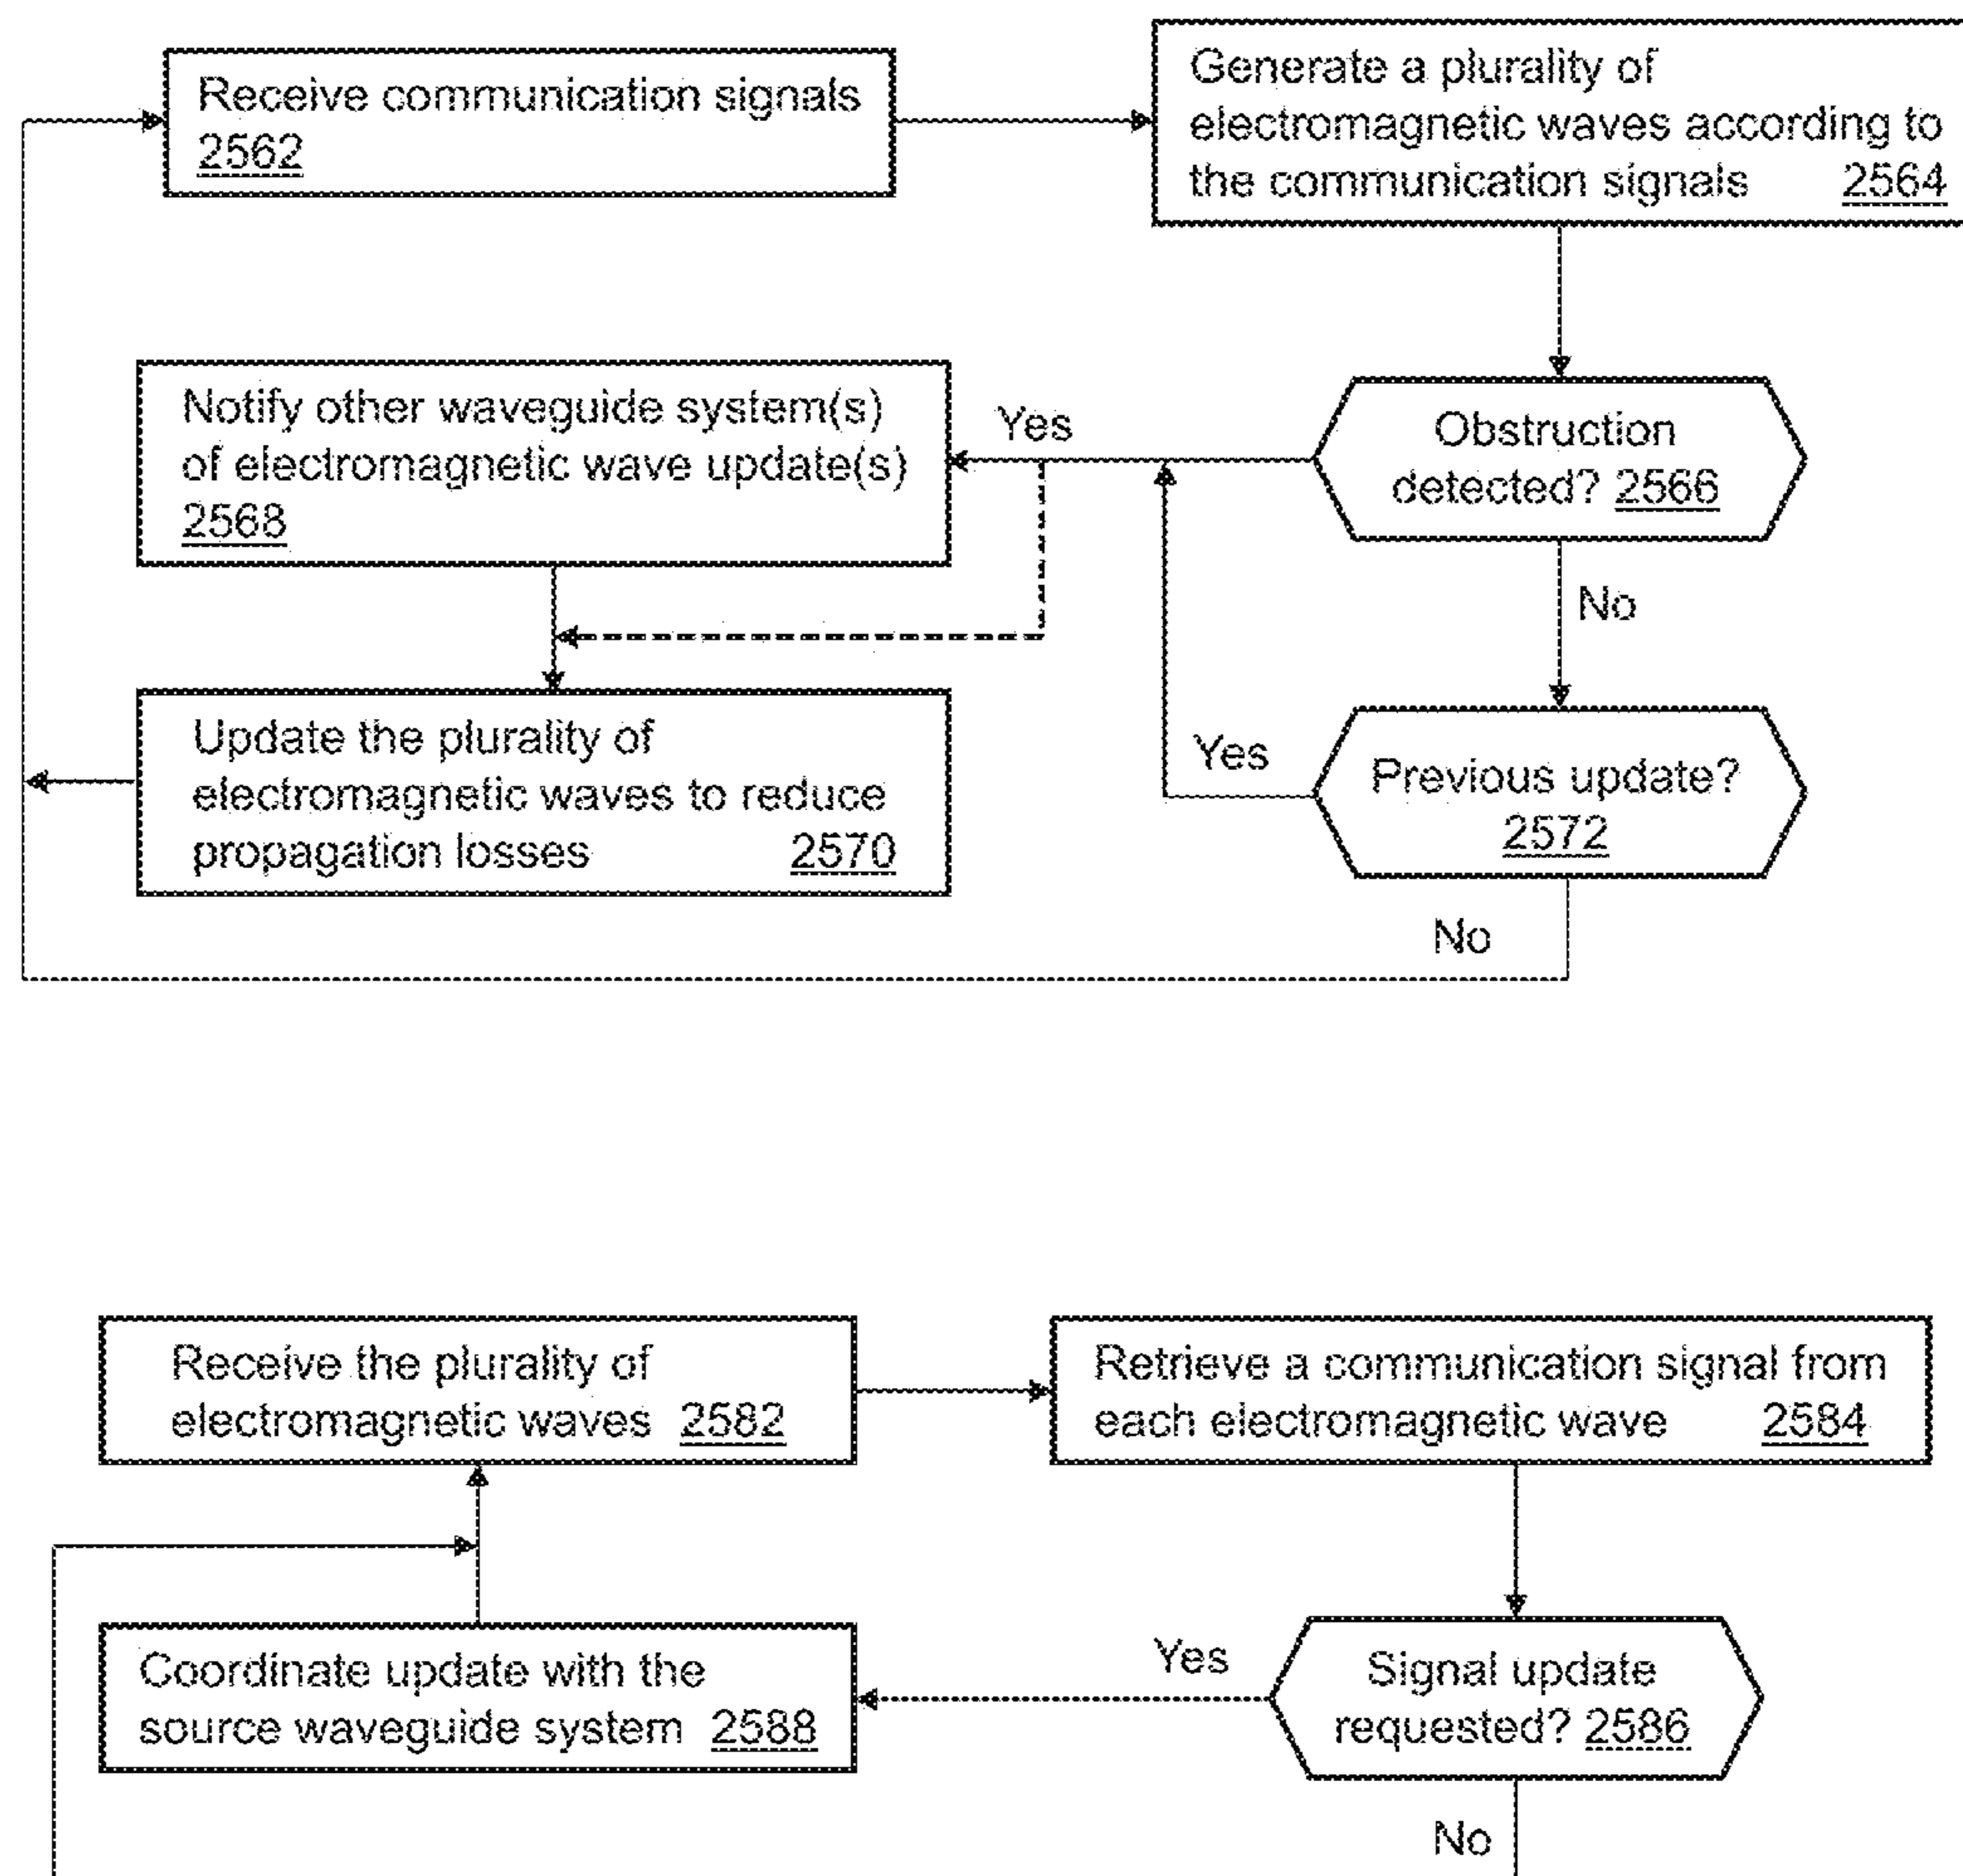 Receive communication signals
2562
Generate a plurality of
electromagnetic waves according to
the communication signals 2564
Obstruction
detected? 2566
Yes
Notify other waveguide system(s)
of electromagnetic wave update(s)
2568
No
Update the plurality of
electromagnetic waves to reduce
propagation losses 2570
Yes
Previous update?
2572
No
Receive the plurality of
electromagnetic waves 2582
Retrieve a communication signal from
each electromagnetic wave 2584
Signal update
requested? 2586
Yes
Coordinate update with the
source waveguide system 2588
No